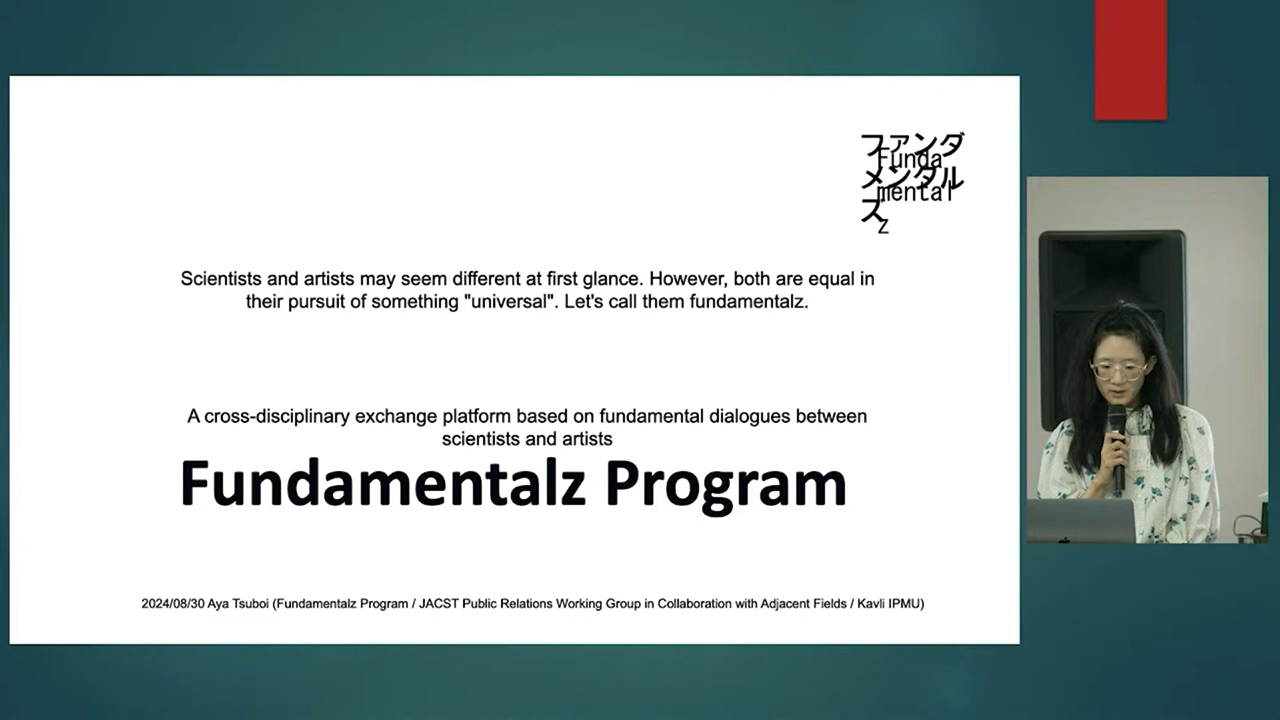 ファンダ
Funda
メンタル
mental
ズ
z
Scientists and artists may seem different at first glance. However, both are equal in
their pursuit of something "universal". Let's call them fundamentalz.
A cross-disciplinary exchange platform based on fundamental dialogues between
scientists and artists
Fundamentalz Program
2024/08/30 Aya Tsuboi (Fundamentalz Program / JACST Public Relations Working Group in Collaboration with Adjacent Fields / Kavli IPMU)